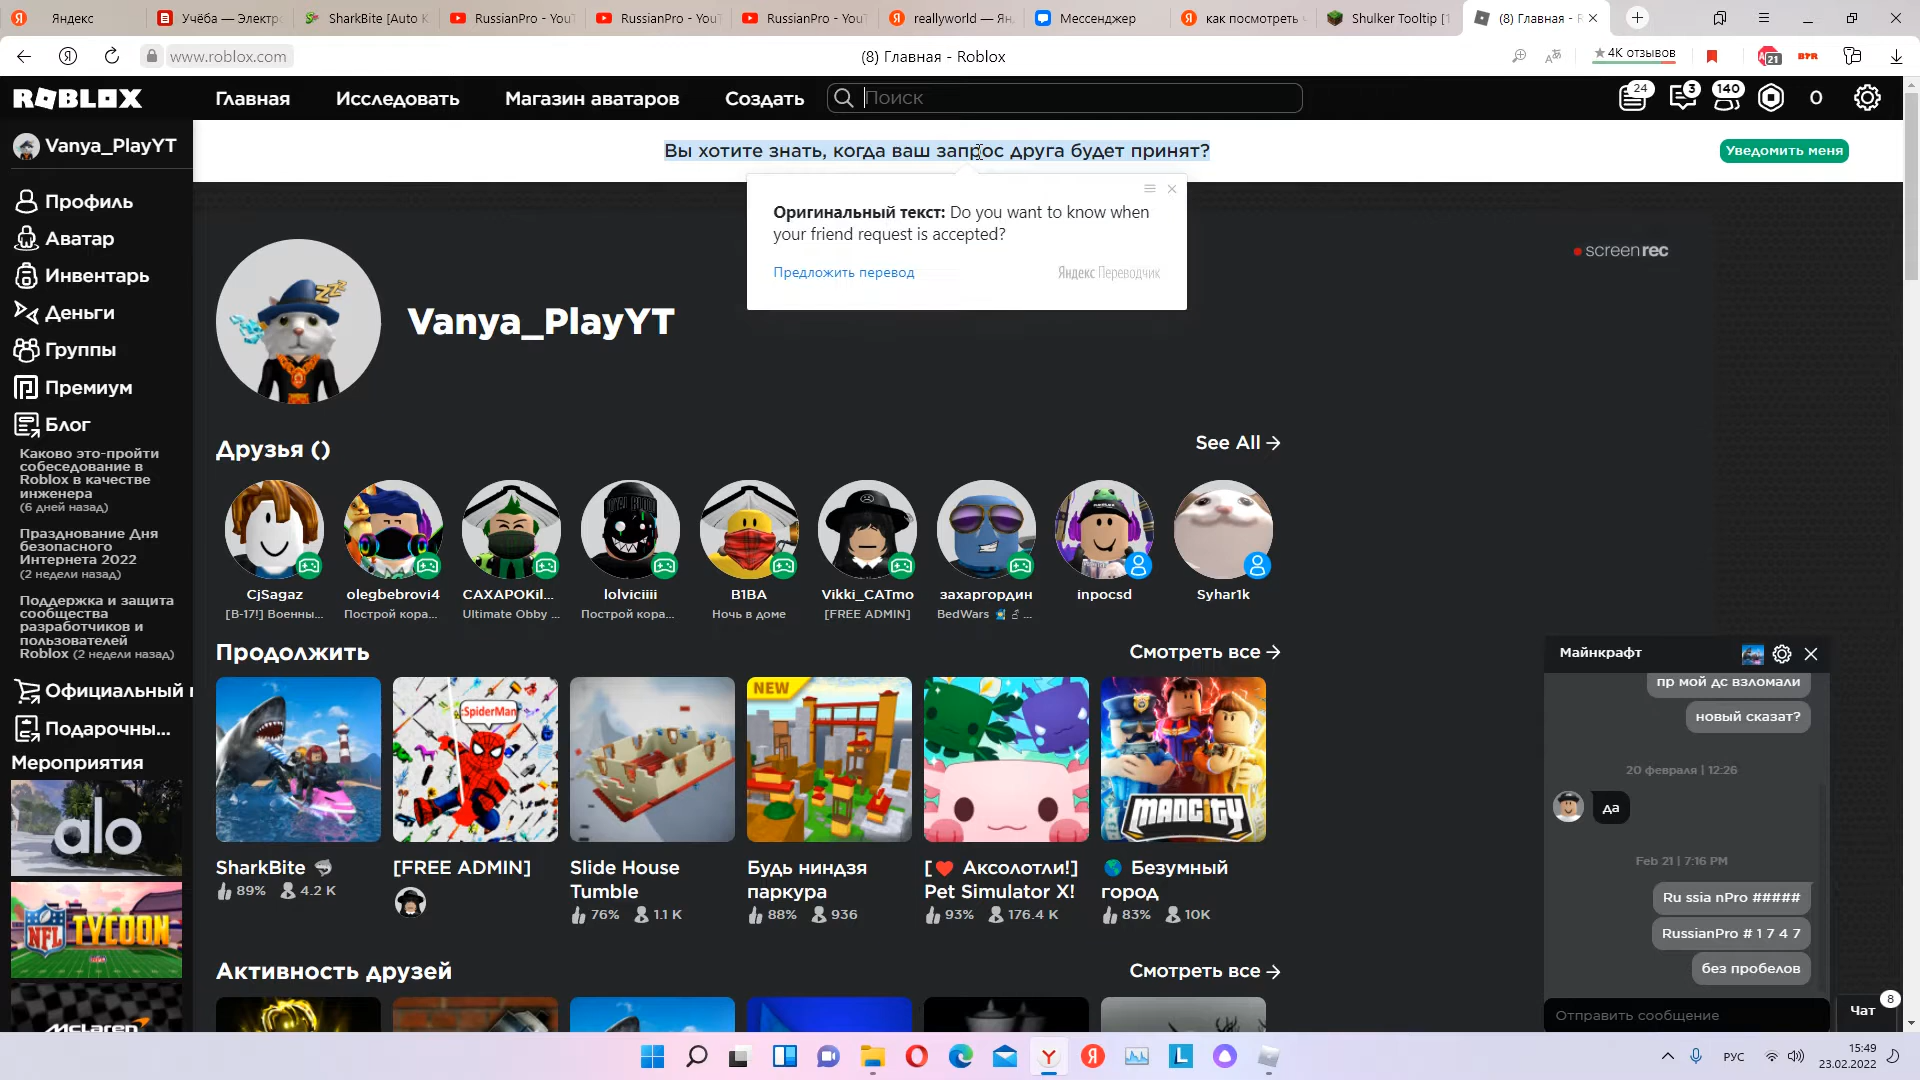 Яндекс
Учёба — Электро
SharkBite [Auto K
RussianPro - YouT
RussianPro - YouT
RussianPro - YouT
reallyworld — Ян
Мессенджер
как посмотреть ч
Shulker Tooltip [1
(8) Главная - R
www.roblox.com
(8) Главная - Roblox
★ 4K отзывов
21
ROBLOX
Главная
Исследовать
Магазин аватаров
Создать
Поиск
24
3
140
0
Vanya_PlayYT
Вы хотите знать, когда ваш запрос друга будет принят?
Уведомить меня
Оригинальный текст: Do you want to know when
your friend request is accepted?
Предложить перевод
Яндекс Переводчик
screenrec
Профиль
Аватар
Инвентарь
Деньги
Группы
Премиум
Блог
Каково это-пройти
собеседование в
Roblox в качестве
инженера
(6 дней назад)
Празднование Дня
безопасного
Интернета 2022
(2 недели назад)
Поддержка и защита
сообщества
разработчиков и
пользователей
Roblox (2 недели назад)
Официальный
Подарочны...
Мероприятия
alo
NFL TYCOON
McLaren
Vanya_PlayYT
Друзья ()
See All
CjSagaz
[В-17!] Военны...
olegbebrovi4
Построй кора...
CAXAPOKil...
Ultimate Obby ...
lolviciiii
Построй кора...
B1BA
Ночь в доме
Vikki_CATmo
[FREE ADMIN]
захаргордин
BedWars
inpocsd
Syhar1k
Продолжить
Смотреть все
SpiderMan
NEW
MADCITY
SharkBite
89% 4.2 K
[FREE ADMIN]
Slide House
Tumble
76% 1.1 K
Будь ниндзя
паркура
88% 936
[❤️ Аксолотли!]
Pet Simulator X!
93% 176.4 K
Безумный
город
83% 10K
Активность друзей
Смотреть все
Майнкрафт
пр мой дс взломали
новый сказат?
20 февраля | 12:26
да
Feb 21 | 7:16 PM
Ru ssia nPro #####
RussianPro # 1 7 4 7
без пробелов
Отправить сообщение
Чат
8
РУС
15:49
23.02.2022